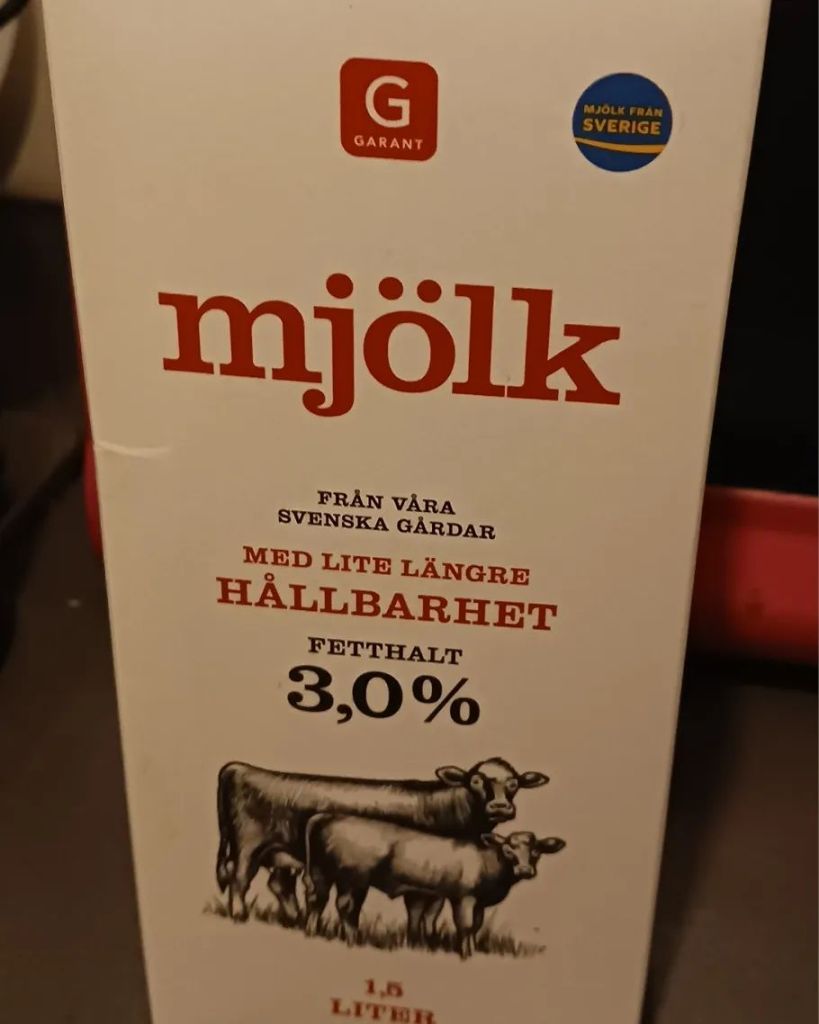 G
GARANT
MJÖLK FRÅN
SVERIGE
mjölk
FRÅN VÅRA
SVENSKA GÅRDAR
MED LITE LÄNGRE
HÅLLBARHET
FETTHALT
3,0%
1,5
LITER